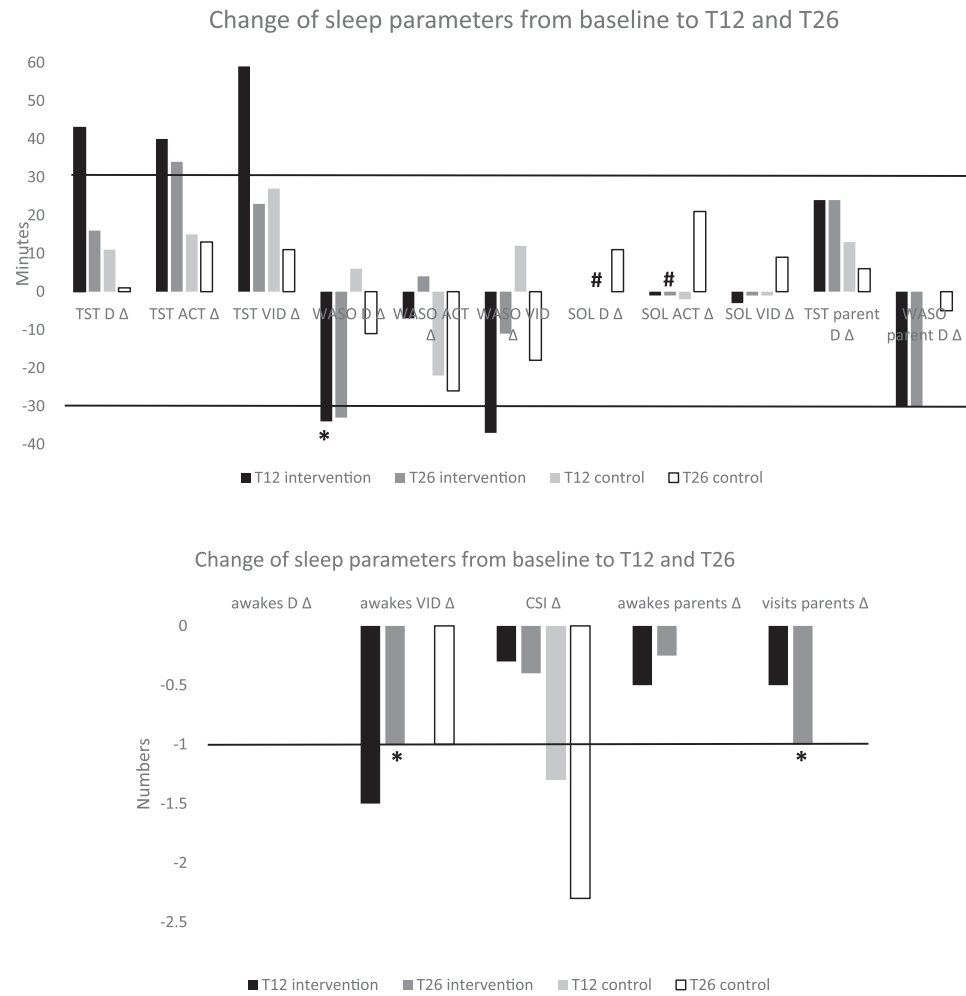 Change of sleep parameters from baseline to T12 and T26
60
50
40
30
20
10
0
-10
-20
-30
-40
Minutes
#
#
TST D Δ
TST ACT Δ
TST VID Δ
WASO D Δ
WASO ACT
Δ
WASO VID
Δ
SOL D Δ
SOL ACT Δ
SOL VID Δ
TST parent
D Δ
WASO
parent D Δ
*
T12 intervention
T26 intervention
T12 control
T26 control
Change of sleep parameters from baseline to T12 and T26
awakes D Δ
awakes VID Δ
CSI Δ
awakes parents Δ
visits parents Δ
0
-0.5
-1
-1.5
-2
-2.5
Numbers
*
*
T12 intervention
T26 intervention
T12 control
T26 control